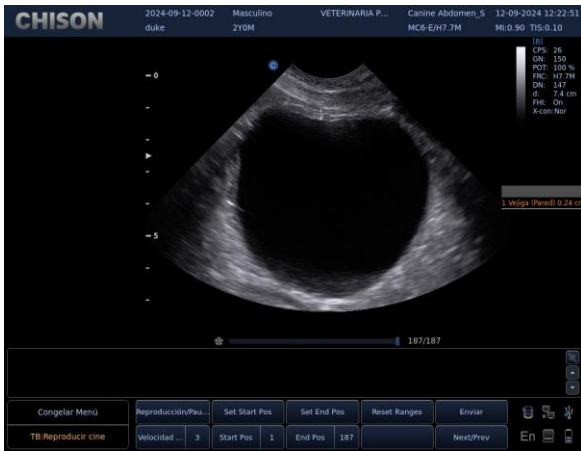 CHISON
2024-09-12-0002 Masculino VETERINARIA P... Canine Abdomen_S 12-09-2024 12:22:51
duke 2Y0M MC6-E/H7.7M MI:0.90 TIS:0.10
[B]
CPS: 26
GN: 150
POT: 100 %
FRC: H7.7M
DN: 147
d: 7.4 cm
FHI: On
X-con:Nor
C
0
5
1 Vejiga (Pared) 0.24 cm
187/187
Congelar Menú Reproducción/Pau... Set Start Pos Set End Pos Reset Ranges Enviar
TB:Reproducir cine Velocidad ... 3 Start Pos 1 End Pos 187 Next/Prev En